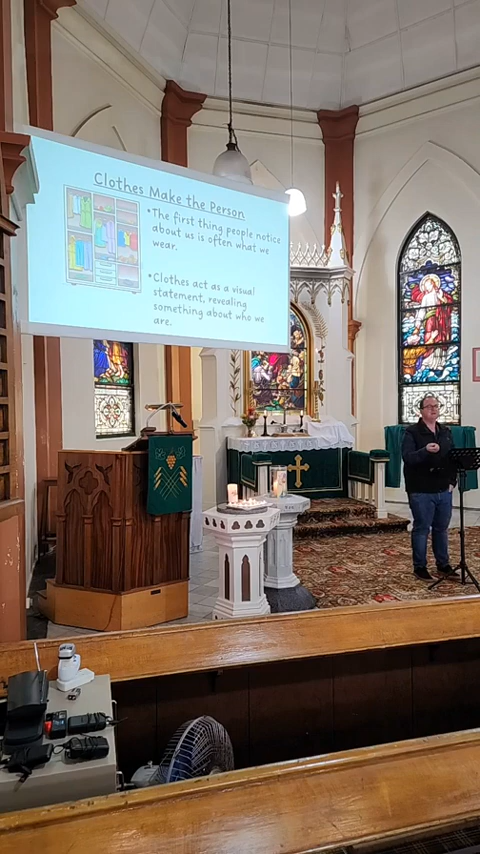 Clothes Make the Person
•The first thing people notice
about us is often what we
wear.
•Clothes act as a visual
statement, revealing
something about who we
are.